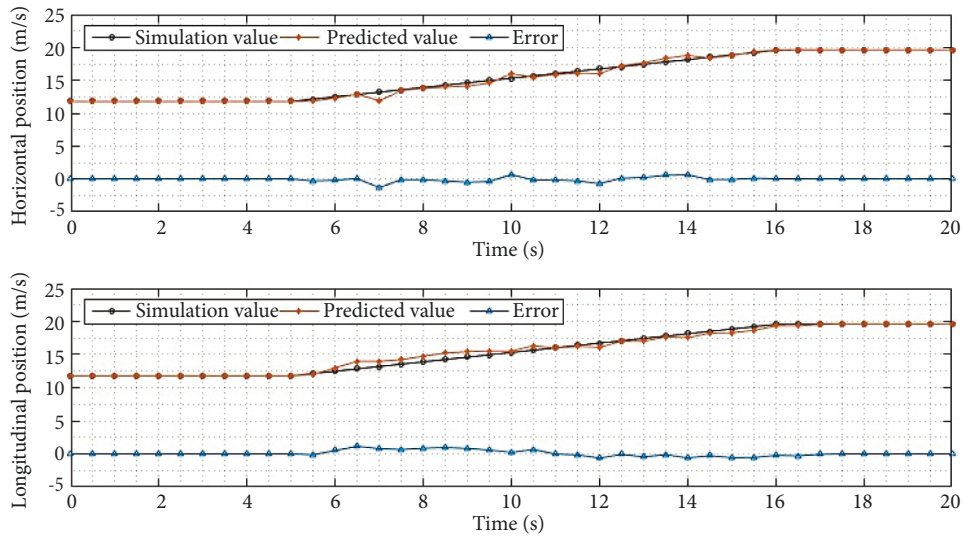 25
20
15
10
5
0
-5
Horizontal position (m/s)
Simulation value Predicted value Error
0 2 4 6 8 10 12 14 16 18 20
Time (s)
25
20
15
10
5
0
-5
Longitudinal position (m/s)
Simulation value Predicted value Error
0 2 4 6 8 10 12 14 16 18 20
Time (s)